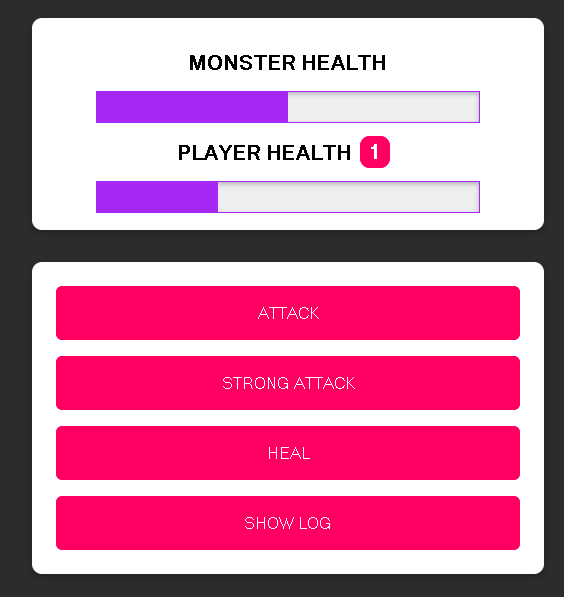 MONSTER HEALTH
PLAYER HEALTH 1
ATTACK
STRONG ATTACK
HEAL
SHOW LOG